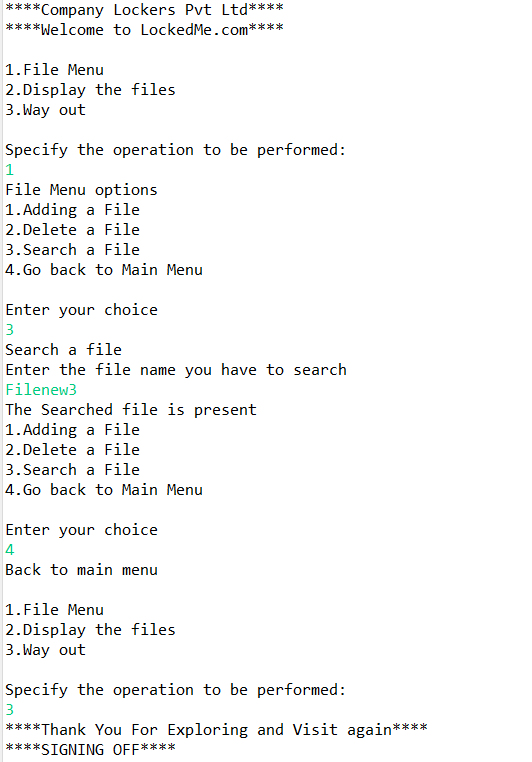 ****Company Lockers Pvt Ltd****
****Welcome to LockedMe.com****
1.File Menu
2.Display the files
3.Way out
Specify the operation to be performed:
1
File Menu options
1.Adding a File
2.Delete a File
3.Search a File
4.Go back to Main Menu
Enter your choice
3
Search a file
Enter the file name you have to search
Filenew3
The Searched file is present
1.Adding a File
2.Delete a File
3.Search a File
4.Go back to Main Menu
Enter your choice
4
Back to main menu
1.File Menu
2.Display the files
3.Way out
Specify the operation to be performed:
3
****Thank You For Exploring and Visit again****
****SIGNING OFF****